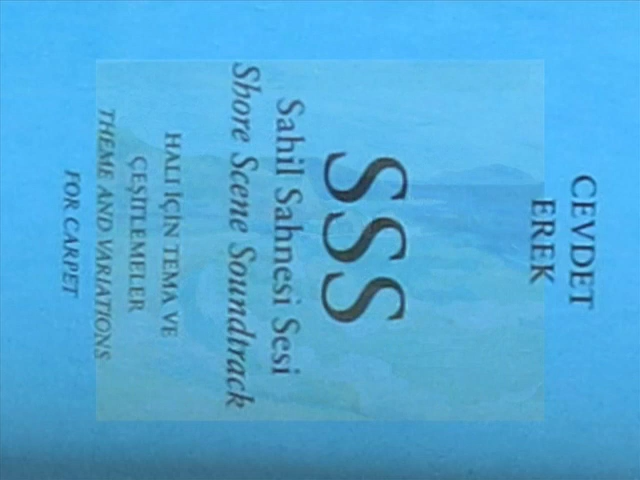 CEVDET
EREK
SSS
Sahil Sahnesi Sesi
Shore Scene Soundtrack
HALI İÇİN TEMA VE
ÇEŞİTLEMELER
THEME AND VARIATIONS
FOR CARPET